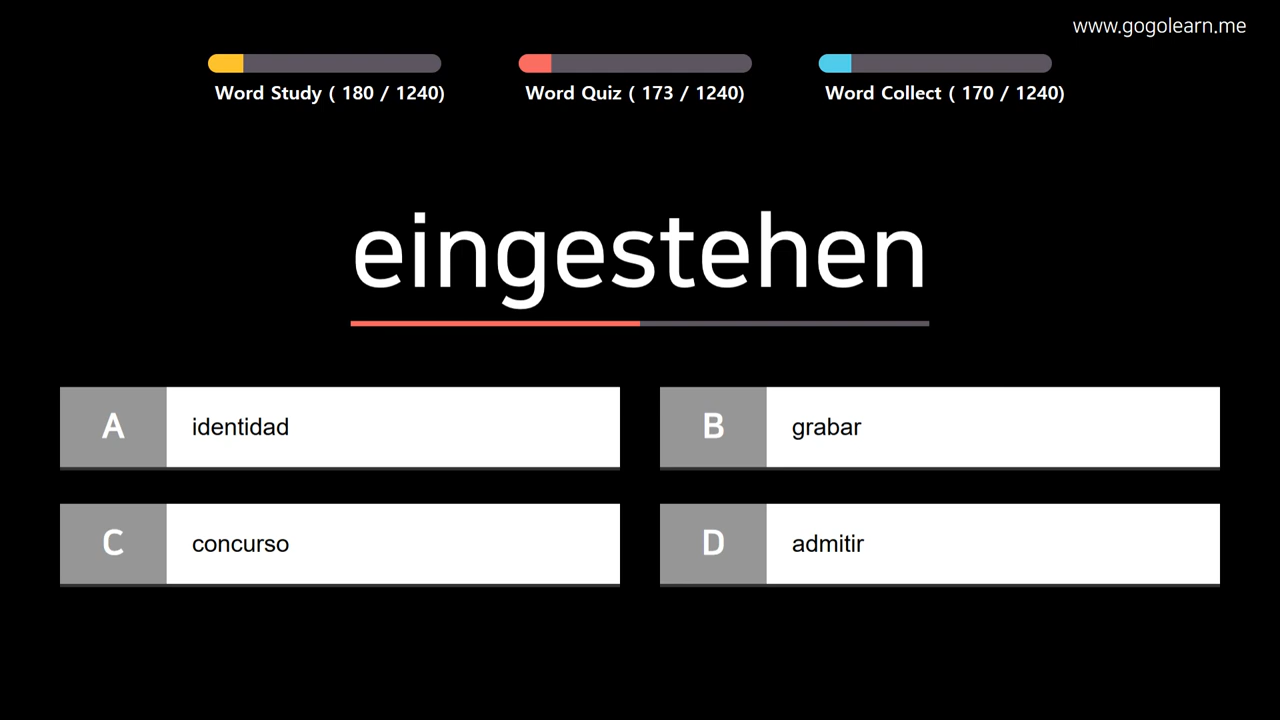 www.gogolearn.me
Word Study ( 180 / 1240)
Word Quiz ( 173 / 1240)
Word Collect ( 170 / 1240)
eingestehen
A identidad
B grabar
C concurso
D admitir